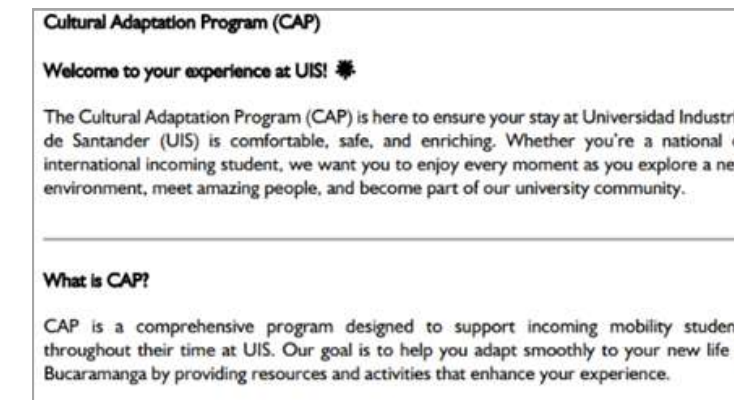 Cultural Adaptation Program (CAP)
Welcome to your experience at UIS!
The Cultural Adaptation Program (CAP) is here to ensure your stay at Universidad Industri
de Santander (UIS) is comfortable, safe, and enriching. Whether you're a national
international incoming student, we want you to enjoy every moment as you explore a ne
environment, meet amazing people, and become part of our university community.
What is CAP?
CAP is a comprehensive program designed to support incoming mobility studen
throughout their time at UIS. Our goal is to help you adapt smoothly to your new life
Bucaramanga by providing resources and activities that enhance your experience.